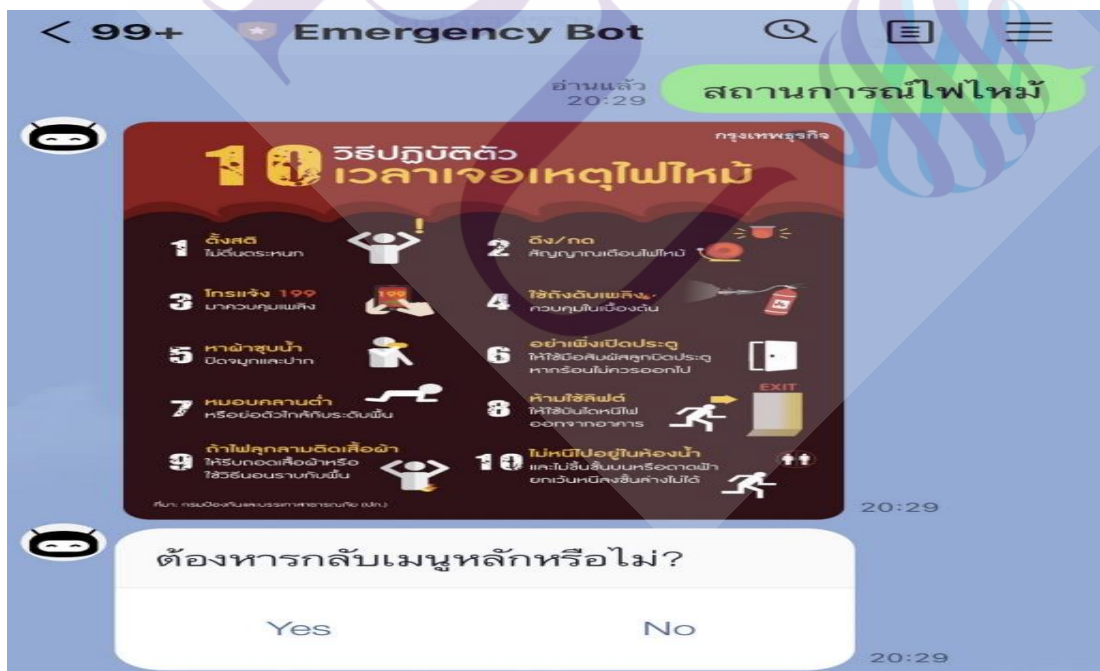 99+
Emergency Bot
สถานการณ์ไฟไหม้
อ่านแล้ว
20:29
กรุงเทพธุรกิจ
10 วิธีปฏิบัติตัว
เวลาเจอเหตุไฟไหม้
1 ตั้งสติ
ไม่ตื่นตระหนก
2 ดึง/กด
สัญญาณเตือนไฟไหม้
3 โทรแจ้ง 199
มาควบคุมเพลิง
199
4 ใช้ถังดับเพลิง
ควบคุมในเบื้องต้น
5 หาผ้าชุบน้ำ
ปิดจมูกและปาก
6 อย่าเพิ่งเปิดประตู
ให้ใช้มือสัมผัสลูกบิดประตู
หากร้อนไม่ควรออกไป
7 หมอบคลานต่ำ
หรือย่อตัวใกล้กับระดับพื้น
8 ห้ามใช้ลิฟต์
ให้ใช้บันไดหนีไฟ
ออกจากอาคาร
EXIT
9 ถ้าไฟลุกลามติดเสื้อผ้า
ให้รีบถอดเสื้อผ้าหรือ
ใช้วิธีนอนราบกับพื้น
10 ไม่หนีไปอยู่ในห้องน้ำ
และไม่ขึ้นชั้นบนหรือดาดฟ้า
ยกเว้นหนีลงชั้นล่างไม่ได้
ที่มา: กรมป้องกันและบรรเทาสาธารณภัย (ปภ.)
20:29
ต้องหารกลับเมนูหลักหรือไม่?
Yes
No
20:29